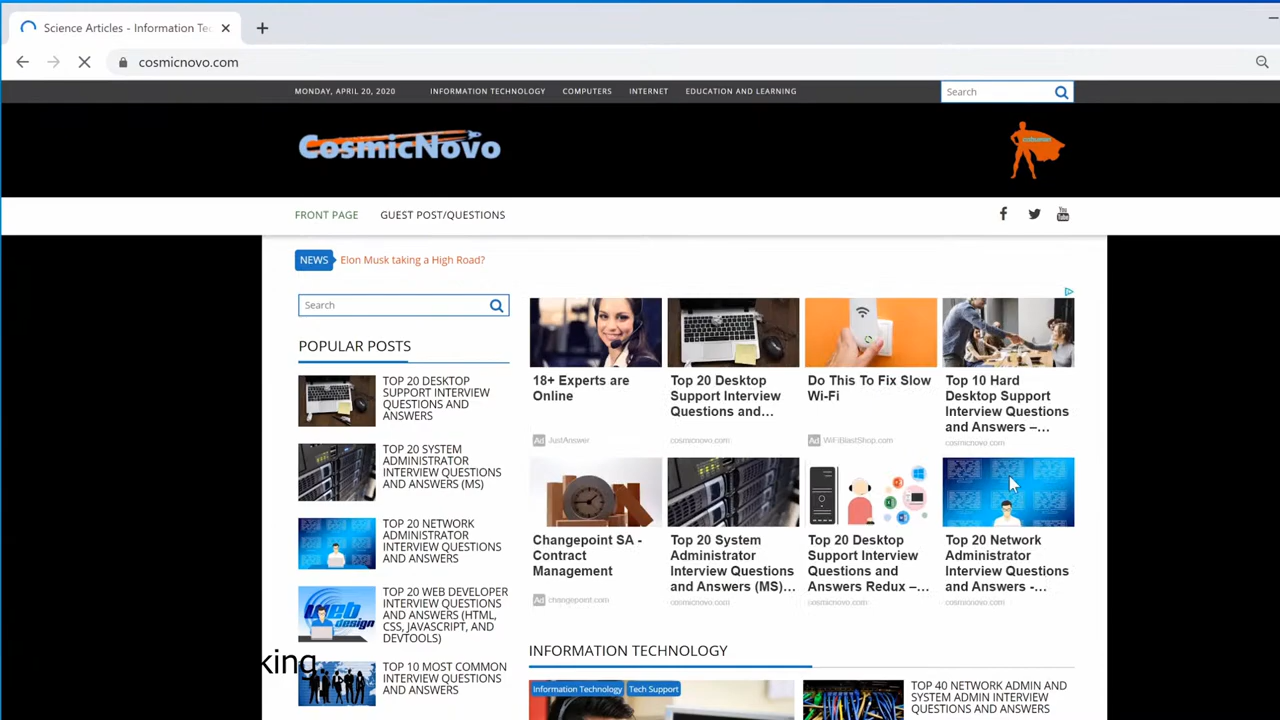 Science Articles - Information Tec
cosmicnovo.com
MONDAY, APRIL 20, 2020
INFORMATION TECHNOLOGY
COMPUTERS
INTERNET
EDUCATION AND LEARNING
Search
CosmicNovo
FRONT PAGE
GUEST POST/QUESTIONS
You
Tube
NEWS
Elon Musk taking a High Road?
Search
POPULAR POSTS
TOP 20 DESKTOP
SUPPORT INTERVIEW
QUESTIONS AND
ANSWERS
TOP 20 SYSTEM
ADMINISTRATOR
INTERVIEW QUESTIONS
AND ANSWERS (MS)
TOP 20 NETWORK
ADMINISTRATOR
INTERVIEW QUESTIONS
AND ANSWERS
TOP 20 WEB DEVELOPER
INTERVIEW QUESTIONS
AND ANSWERS (HTML,
CSS, JAVASCRIPT, AND
DEVTOOLS)
king.
TOP 10 MOST COMMON
INTERVIEW QUESTIONS
AND ANSWERS
18+ Experts are
Online
Ad JustAnswer
Top 20 Desktop
Support Interview
Questions and...
cosmicnovo.com
Do This To Fix Slow
Wi-Fi
Ad WiFiBlastShop.com
Top 10 Hard
Desktop Support
Interview Questions
and Answers –...
cosmicnovo.com
Changepoint SA -
Contract
Management
Ad changepoint.com
Top 20 System
Administrator
Interview Questions
and Answers (MS)...
cosmicnovo.com
Top 20 Desktop
Support Interview
Questions and
Answers Redux –...
cosmicnovo.com
Top 20 Network
Administrator
Interview Questions
and Answers -...
cosmicnovo.com
INFORMATION TECHNOLOGY
Information Technology
Tech Support
TOP 40 NETWORK ADMIN AND
SYSTEM ADMIN INTERVIEW
QUESTIONS AND ANSWERS